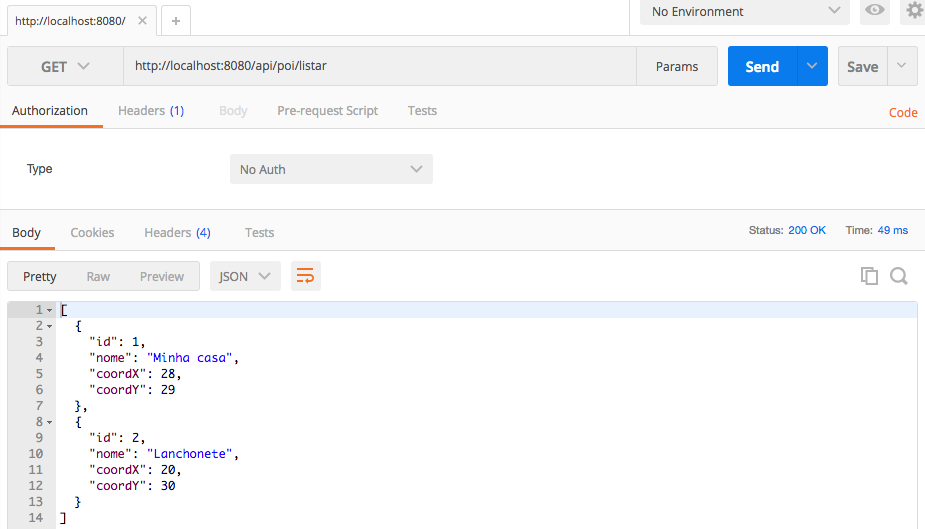 http://localhost:8080/
No Environment
GET http://localhost:8080/api/poi/listar Params Send Save
Authorization Headers (1) Body Pre-request Script Tests Code
Type No Auth
Body Cookies Headers (4) Tests Status: 200 OK Time: 49 ms
Pretty Raw Preview JSON
1 [
2 {
3 "id": 1,
4 "nome": "Minha casa",
5 "coordX": 28,
6 "coordY": 29
7 },
8 {
9 "id": 2,
10 "nome": "Lanchonete",
11 "coordX": 20,
12 "coordY": 30
13 }
14 ]